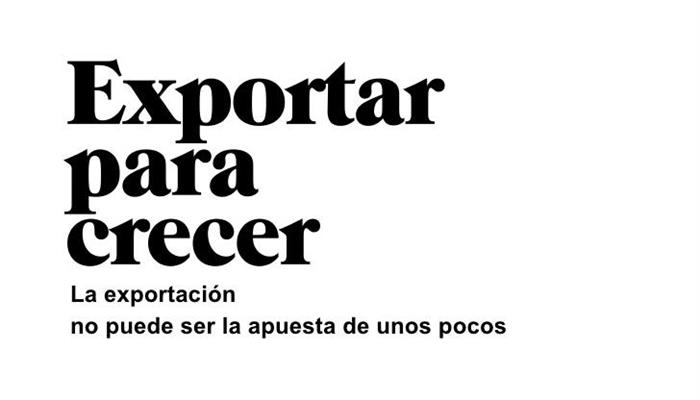 Exportar
para
crecer
La exportación
no puede ser la apuesta de unos pocos